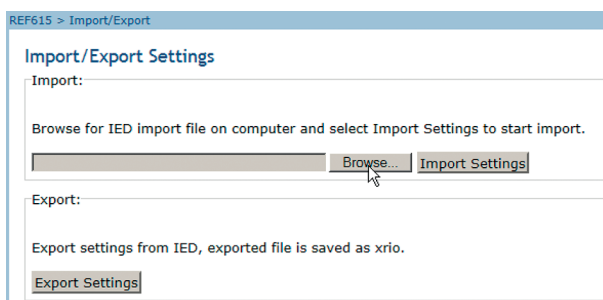 REF615 > Import/Export
Import/Export Settings
Import:
Browse for IED import file on computer and select Import Settings to start import.
Browse... Import Settings
Export:
Export settings from IED, exported file is saved as xrio.
Export Settings